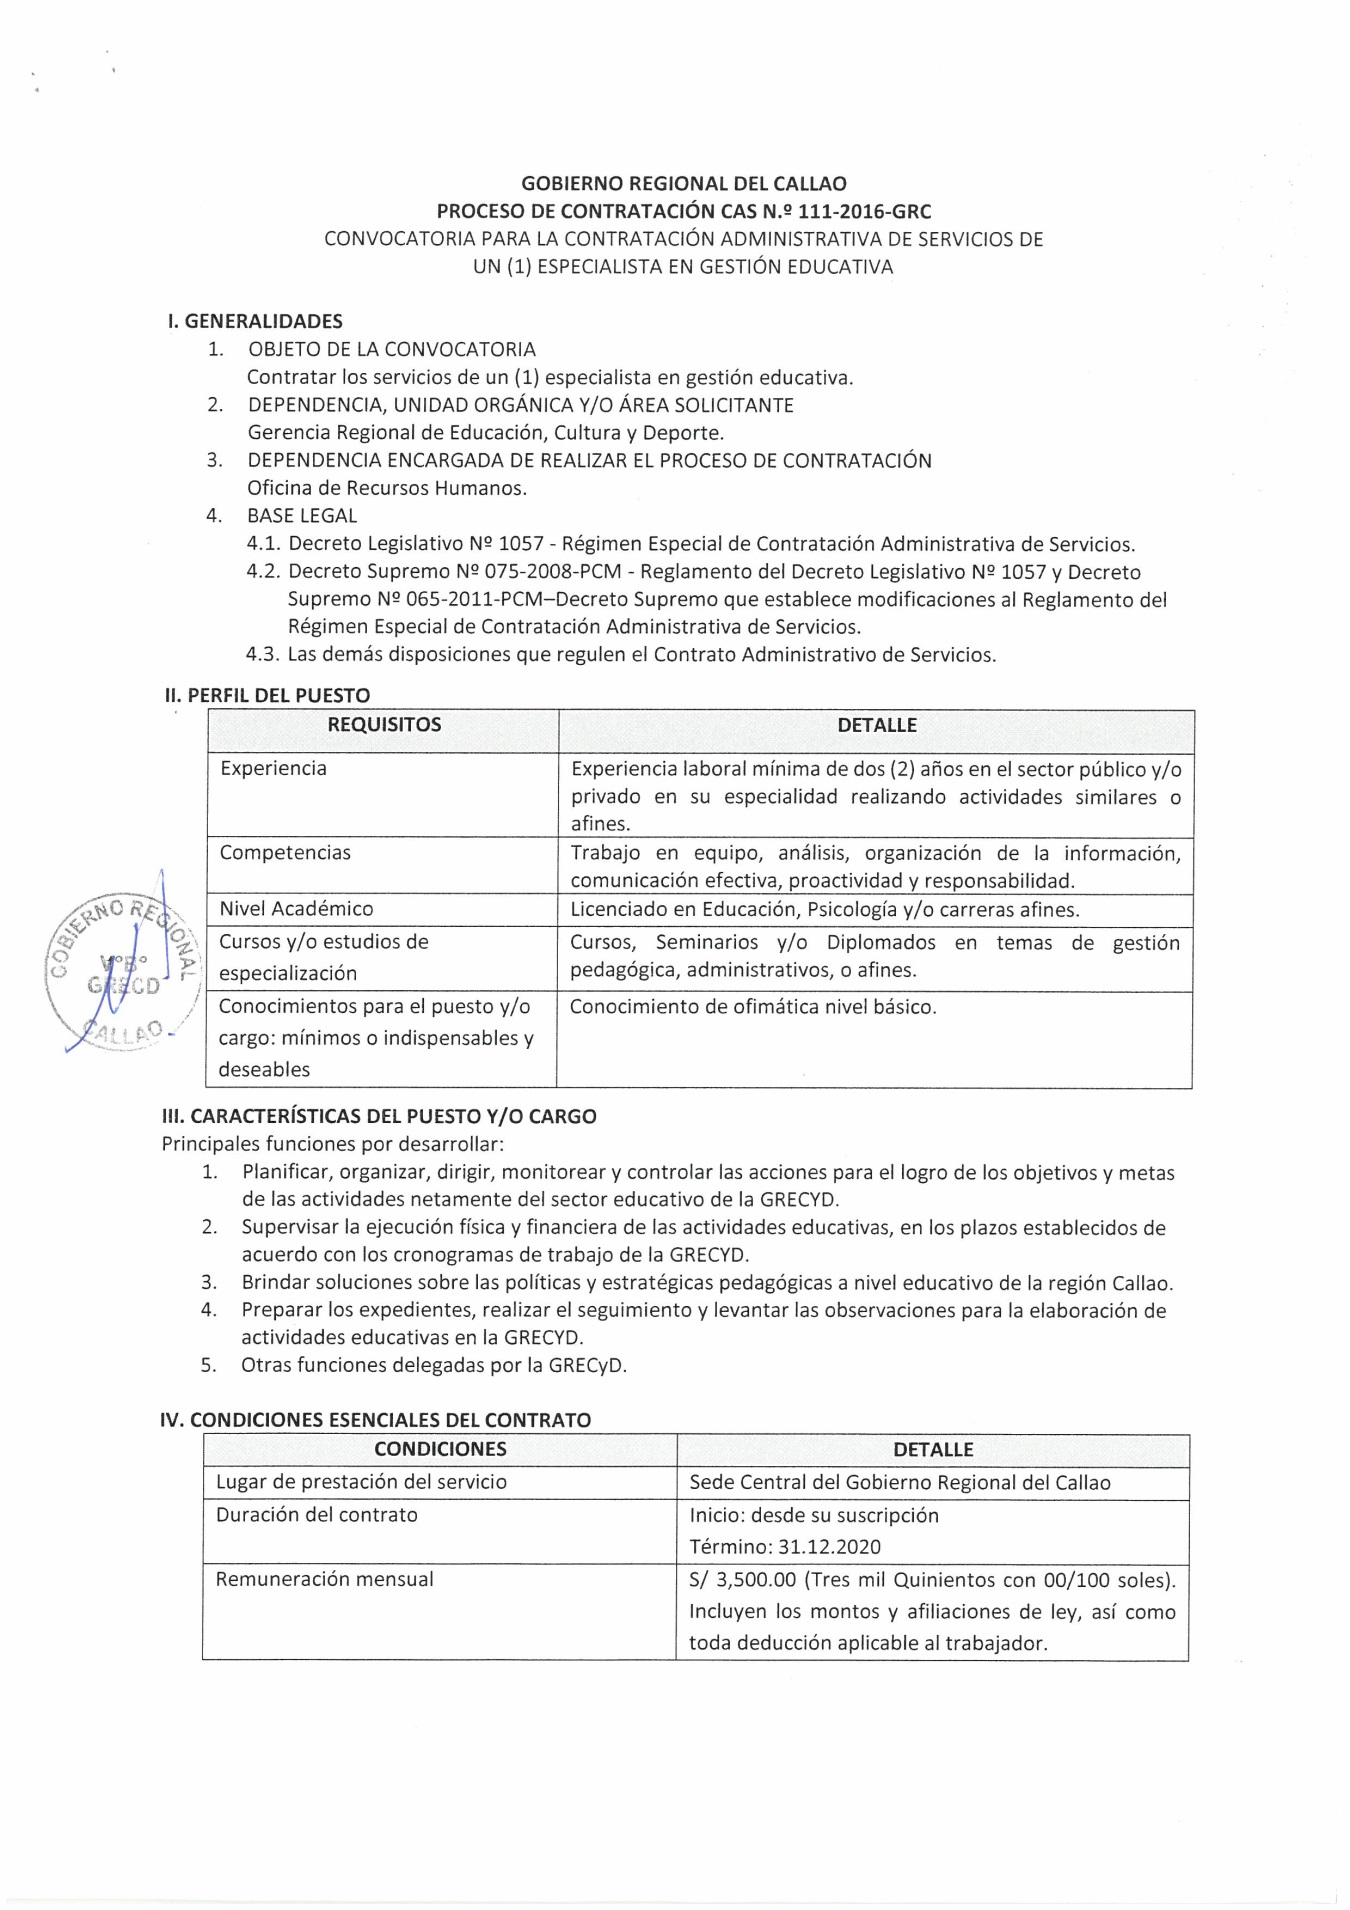 GOBIERNO REGIONAL DEL CALLAO
PROCESO DE CONTRATACIÓN CAS N.º 111-2016-GRC
CONVOCATORIA PARA LA CONTRATACIÓN ADMINISTRATIVA DE SERVICIOS DE
UN (1) ESPECIALISTA EN GESTIÓN EDUCATIVA
I. GENERALIDADES
1. OBJETO DE LA CONVOCATORIA
Contratar los servicios de un (1) especialista en gestión educativa.
2. DEPENDENCIA, UNIDAD ORGÁNICA Y/O ÁREA SOLICITANTE
Gerencia Regional de Educación, Cultura y Deporte.
3. DEPENDENCIA ENCARGADA DE REALIZAR EL PROCESO DE CONTRATACIÓN
Oficina de Recursos Humanos.
4. BASE LEGAL
4.1. Decreto Legislativo Nº 1057 - Régimen Especial de Contratación Administrativa de Servicios.
4.2. Decreto Supremo Nº 075-2008-PCM - Reglamento del Decreto Legislativo Nº 1057 y Decreto
Supremo Nº 065-2011-PCM–Decreto Supremo que establece modificaciones al Reglamento del
Régimen Especial de Contratación Administrativa de Servicios.
4.3. Las demás disposiciones que regulen el Contrato Administrativo de Servicios.
II. PERFIL DEL PUESTO
REQUISITOS DETALLE
Experiencia
Experiencia laboral mínima de dos (2) años en el sector público y/o
privado en su especialidad realizando actividades similares o
afines.
Competencias
Trabajo en equipo, análisis, organización de la información,
comunicación efectiva, proactividad y responsabilidad.
Nivel Académico
Licenciado en Educación, Psicología y/o carreras afines.
Cursos y/o estudios de
especialización
Cursos, Seminarios y/o Diplomados en temas de gestión
pedagógica, administrativos, o afines.
Conocimientos para el puesto y/o
cargo: mínimos o indispensables y
deseables
Conocimiento de ofimática nivel básico.
GOBIERNO REGIONAL
VºBº
GRECD
CALLAO
III. CARACTERÍSTICAS DEL PUESTO Y/O CARGO
Principales funciones por desarrollar:
1. Planificar, organizar, dirigir, monitorear y controlar las acciones para el logro de los objetivos y metas
de las actividades netamente del sector educativo de la GRECYD.
2. Supervisar la ejecución física y financiera de las actividades educativas, en los plazos establecidos de
acuerdo con los cronogramas de trabajo de la GRECYD.
3. Brindar soluciones sobre las políticas y estratégicas pedagógicas a nivel educativo de la región Callao.
4. Preparar los expedientes, realizar el seguimiento y levantar las observaciones para la elaboración de
actividades educativas en la GRECYD.
5. Otras funciones delegadas por la GRECyD.
IV. CONDICIONES ESENCIALES DEL CONTRATO
CONDICIONES DETALLE
Lugar de prestación del servicio
Sede Central del Gobierno Regional del Callao
Duración del contrato
Inicio: desde su suscripción
Término: 31.12.2020
Remuneración mensual
S/ 3,500.00 (Tres mil Quinientos con 00/100 soles).
Incluyen los montos y afiliaciones de ley, así como
toda deducción aplicable al trabajador.